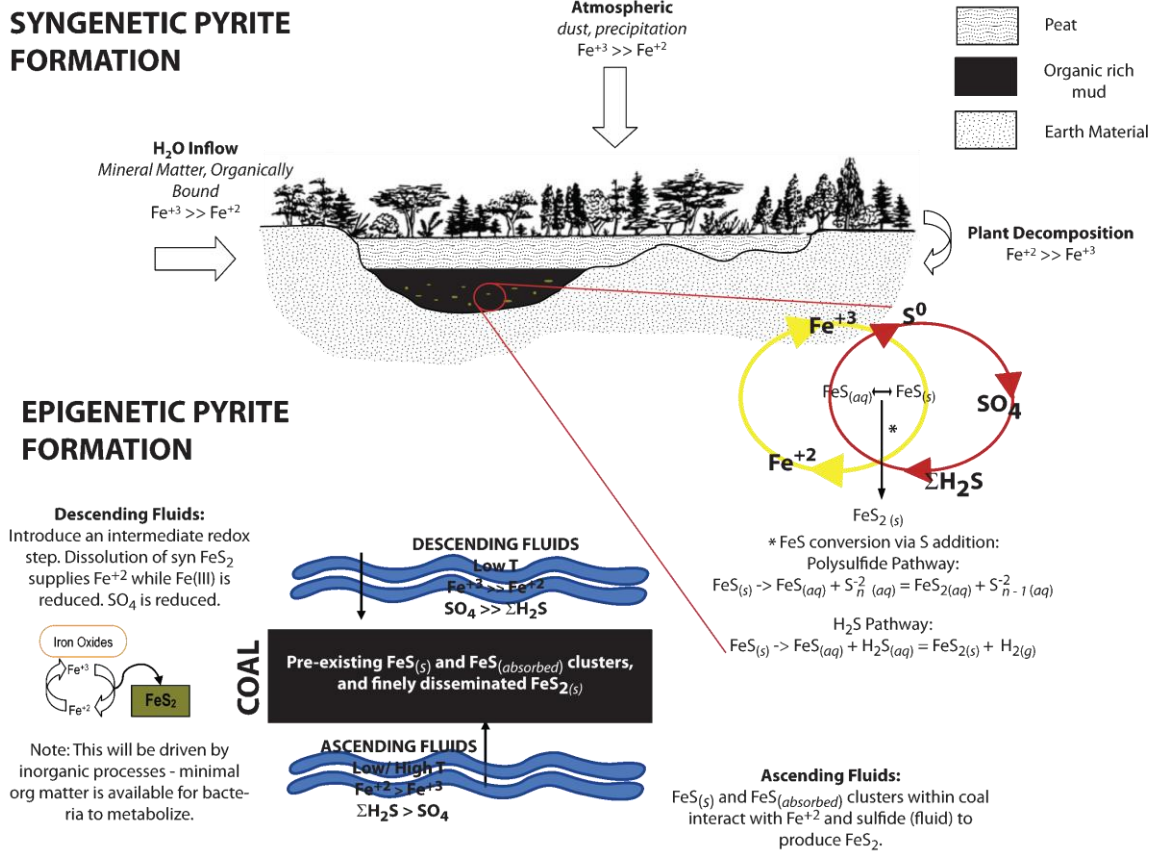 SYNGENETIC PYRITE
FORMATION
Atmospheric
dust, precipitation
Fe⁺³ >> Fe⁺²
Peat
Organic rich
mud
Earth Material
H₂O Inflow
Mineral Matter, Organically
Bound
Fe⁺³ >> Fe⁺²
Plant Decomposition
Fe⁺² >> Fe⁺³
Fe⁺³
S⁰
FeS(aq) ↔ FeS(s)
SO₄
*
Fe⁺²
ΣH₂S
FeS₂ (s)
* FeS conversion via S addition:
Polysulfide Pathway:
FeS(s) -> FeS(aq) + Sₙ⁻² (aq) = FeS₂(aq) + Sₙ₋₁⁻² (aq)
H₂S Pathway:
FeS(s) -> FeS(aq) + H₂S(aq) = FeS₂(s) + H₂(g)
EPIGENETIC PYRITE
FORMATION
Descending Fluids:
Introduce an intermediate redox
step. Dissolution of syn FeS₂
supplies Fe⁺² while Fe(III) is
reduced. SO₄ is reduced.
Iron Oxides
Fe⁺³
Fe⁺²
FeS₂
Note: This will be driven by
inorganic processes - minimal
org matter is available for bacte-
ria to metabolize.
DESCENDING FLUIDS
Low T
Fe⁺³ >> Fe⁺²
SO₄ >> ΣH₂S
COAL
Pre-existing FeS(s) and FeS(absorbed) clusters,
and finely disseminated FeS₂(s)
ASCENDING FLUIDS
Low/ High T
Fe⁺² > Fe⁺³
ΣH₂S > SO₄
Ascending Fluids:
FeS(s) and FeS(absorbed) clusters within coal
interact with Fe⁺² and sulfide (fluid) to
produce FeS₂.